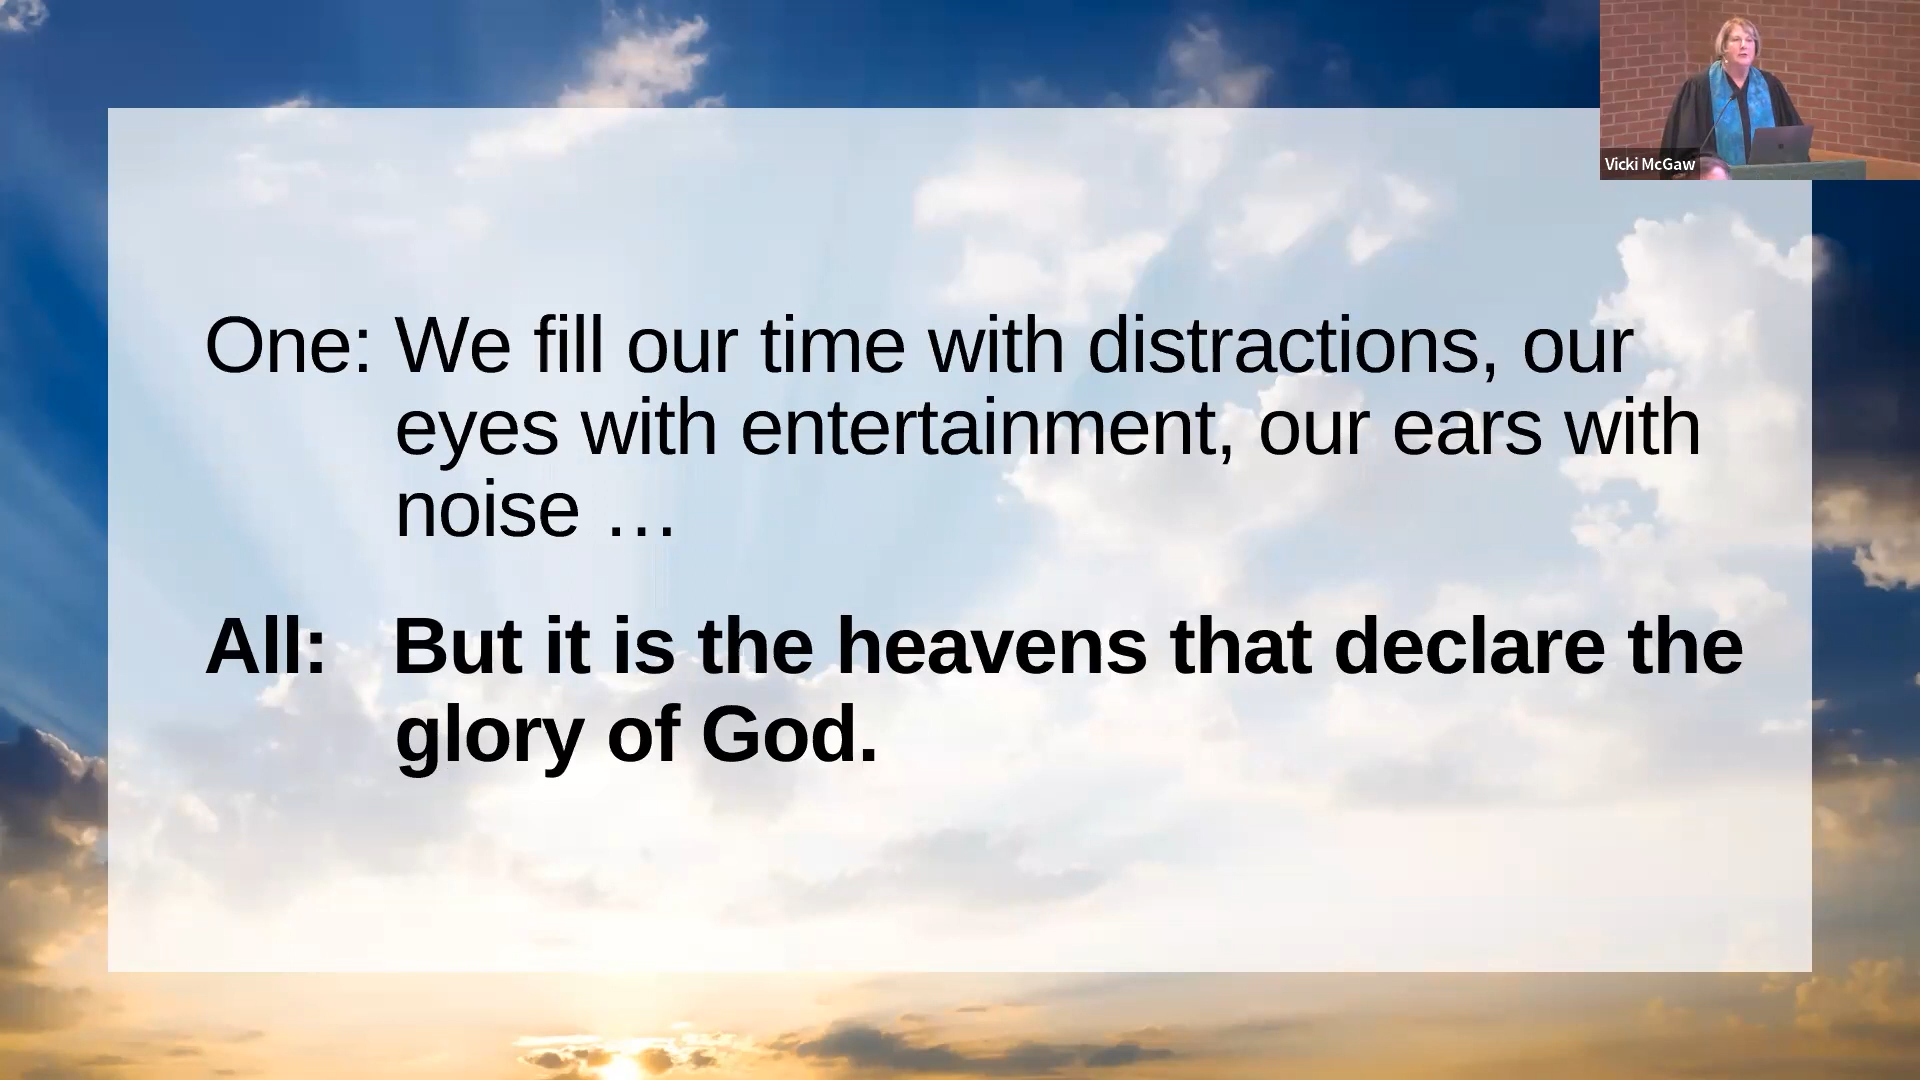 Vicki McGaw
One: We fill our time with distractions, our
eyes with entertainment, our ears with
noise …
All: But it is the heavens that declare the
glory of God.